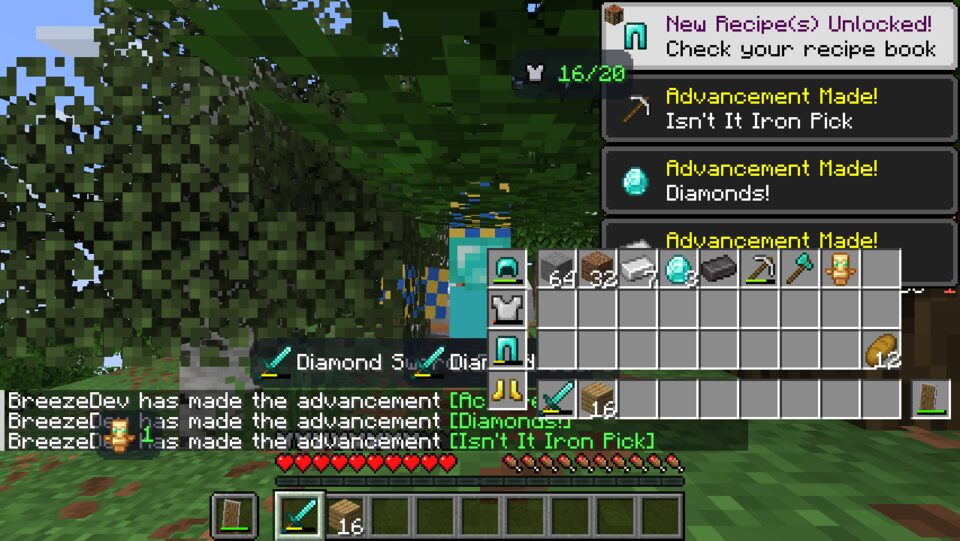 New Recipe(s) Unlocked!
Check your recipe book
16/20
Advancement Made!
Isn't It Iron Pick
Advancement Made!
Diamonds!
Advancement Made!
64 32 7 3
12
Diamond
16
BreezeDev has made the advancement
BreezeDev has made the advancement [Diamonds!]
1
has made the advancement [Isn't It Iron Pick]
16